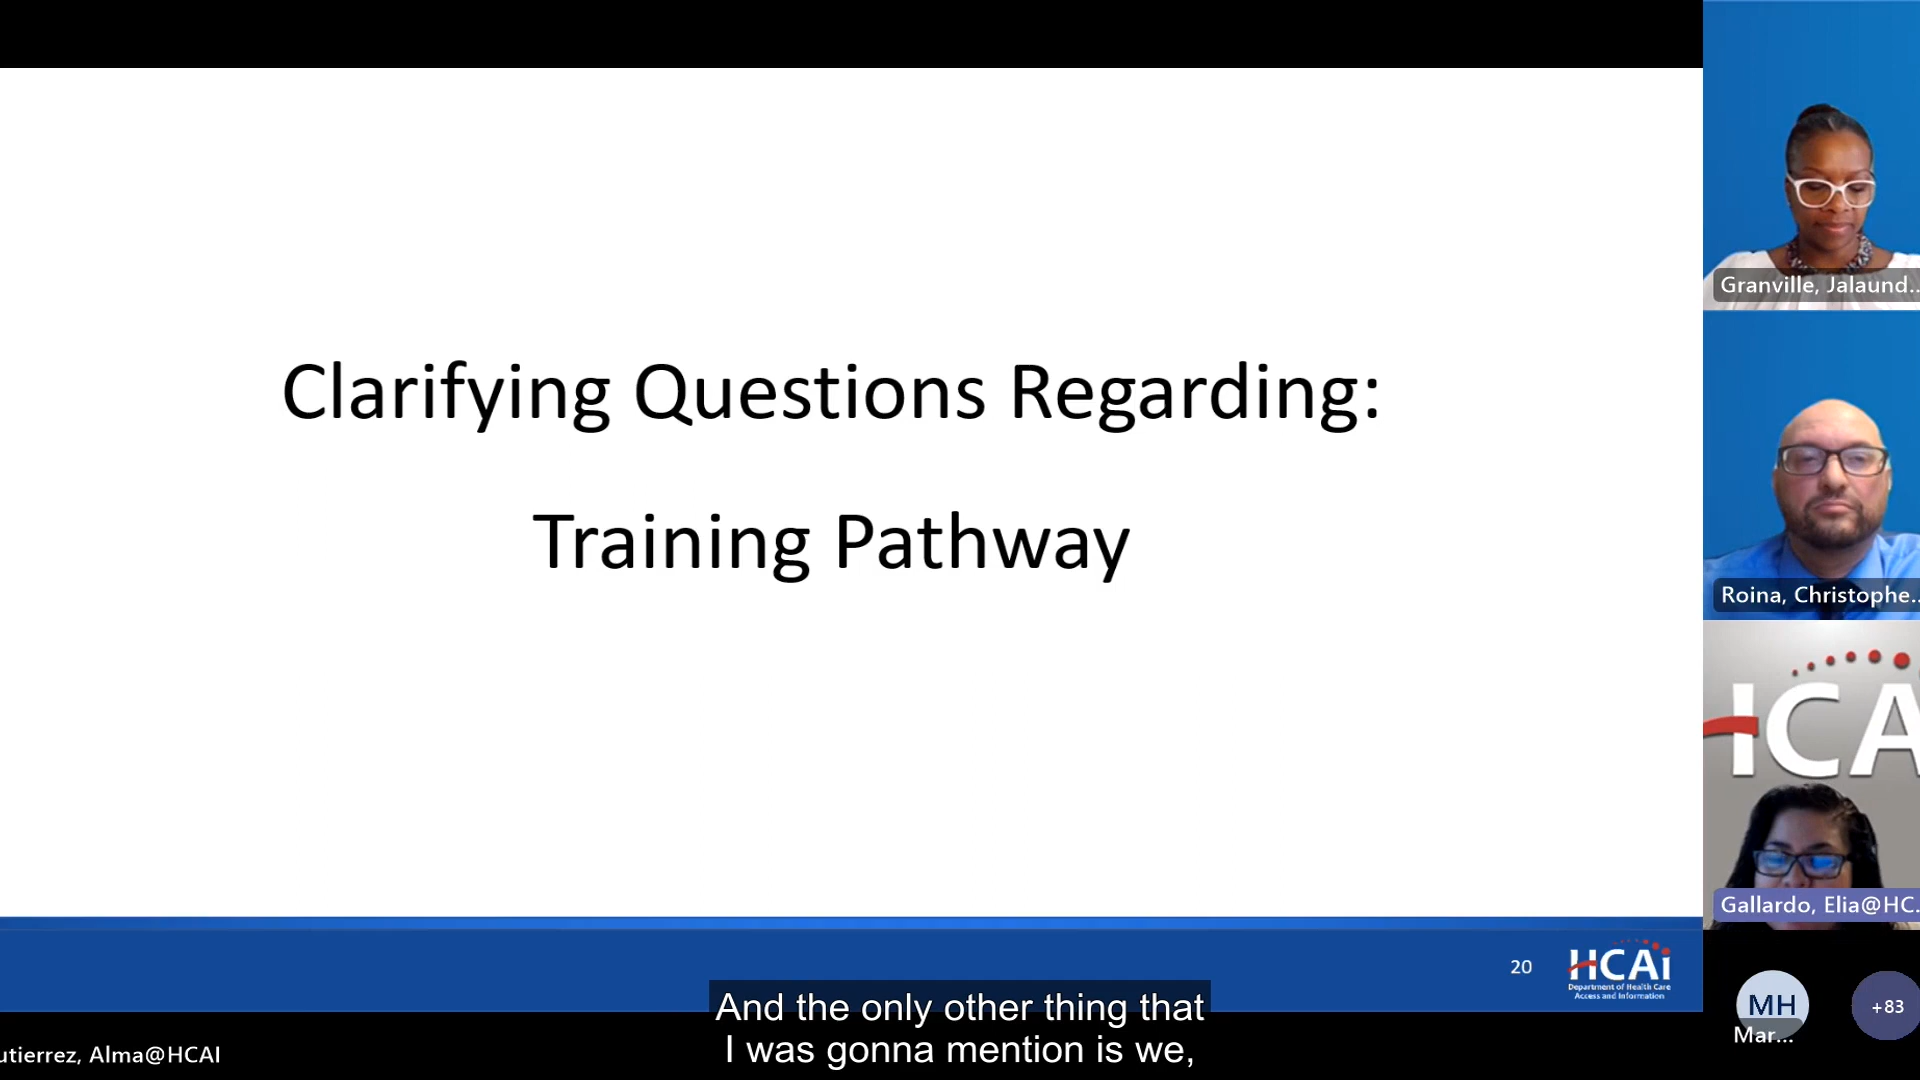 Clarifying Questions Regarding:
Training Pathway
20
HCAi
Department of Health Care
Access and Information
And the only other thing that
I was gonna mention is we,
utierrez, Alma@HCAI
Granville, Jalaund...
Roina, Christophe...
HCA
Gallardo, Elia@HC...
MH
Mar...
+83